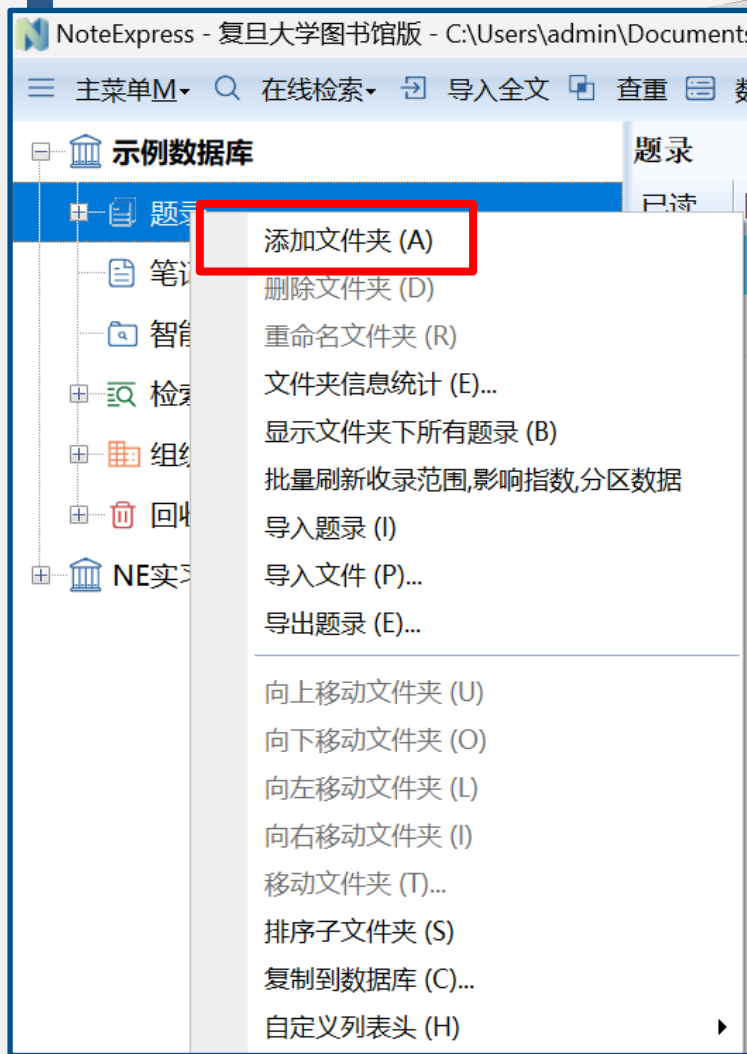 NoteExpress - 复旦大学图书馆版 - C:\Users\admin\Documents
主菜单M 在线检索 导入全文 查重
示例数据库
题录
题录
已读
笔
智能
检
组
回
NE实
添加文件夹 (A)
删除文件夹 (D)
重命名文件夹 (R)
文件夹信息统计 (E)...
显示文件夹下所有题录 (B)
批量刷新收录范围,影响指数,分区数据
导入题录 (I)
导入文件 (P)...
导出题录 (E)...
向上移动文件夹 (U)
向下移动文件夹 (O)
向左移动文件夹 (L)
向右移动文件夹 (I)
移动文件夹 (T)...
排序子文件夹 (S)
复制到数据库 (C)...
自定义列表头 (H)